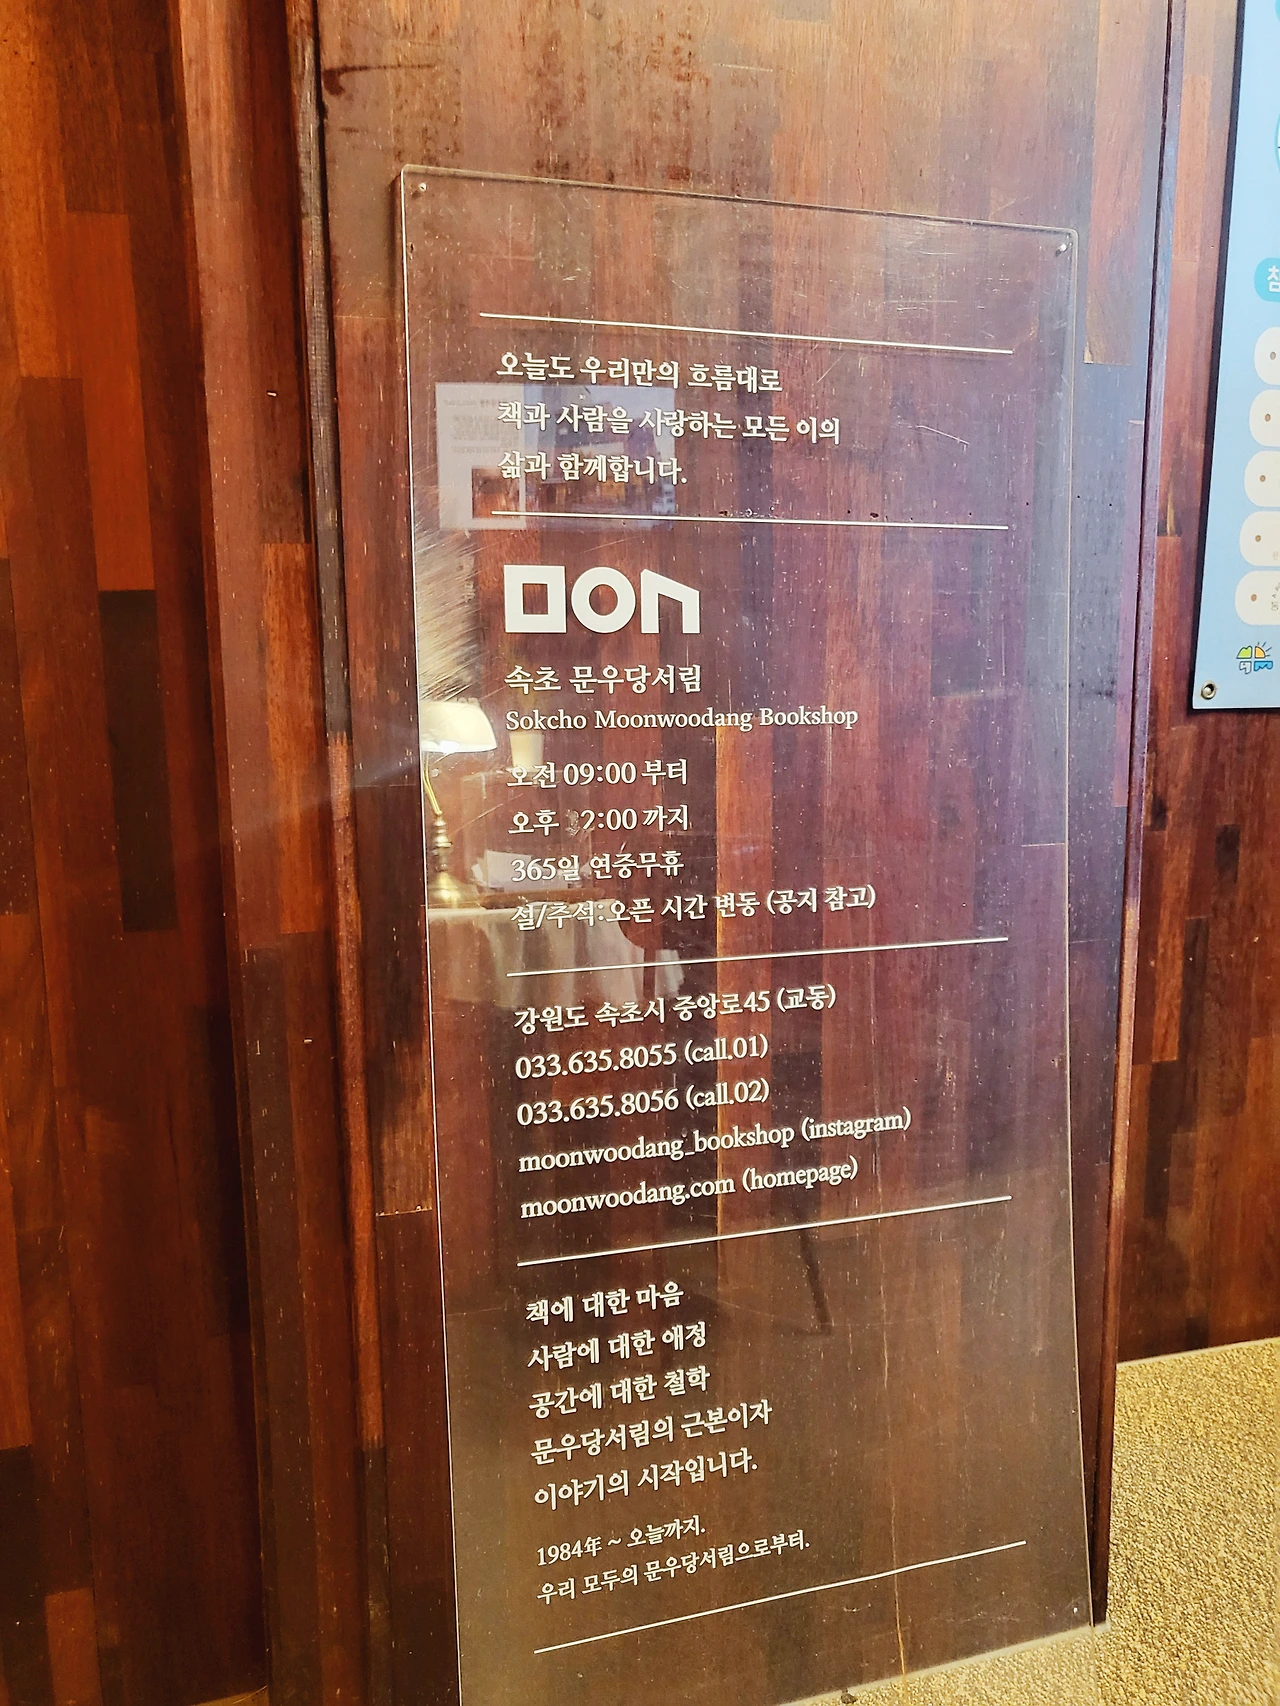 오늘도 우리만의 흐름대로
책과 사람을 사랑하는 모든 이의
삶과 함께합니다.
속초 문우당서림
Sokcho Moonwoodang Bookshop
오전 09:00 부터
오후 2:00 까지
365일 연중무휴
설/추석:오픈 시간 변동 (공지 참고)
강원도 속초시 중앙로45 (교동)
033.635.8055 (call.01)
033.635.8056 (call.02)
moonwoodang_bookshop (instagram)
moonwoodang.com (homepage)
책에 대한 마음
사람에 대한 애정
공간에 대한 철학
문우당서림의 근본이자
이야기의 시작입니다.
1984年 ~ 오늘까지.
우리 모두의 문우당서림으로부터.